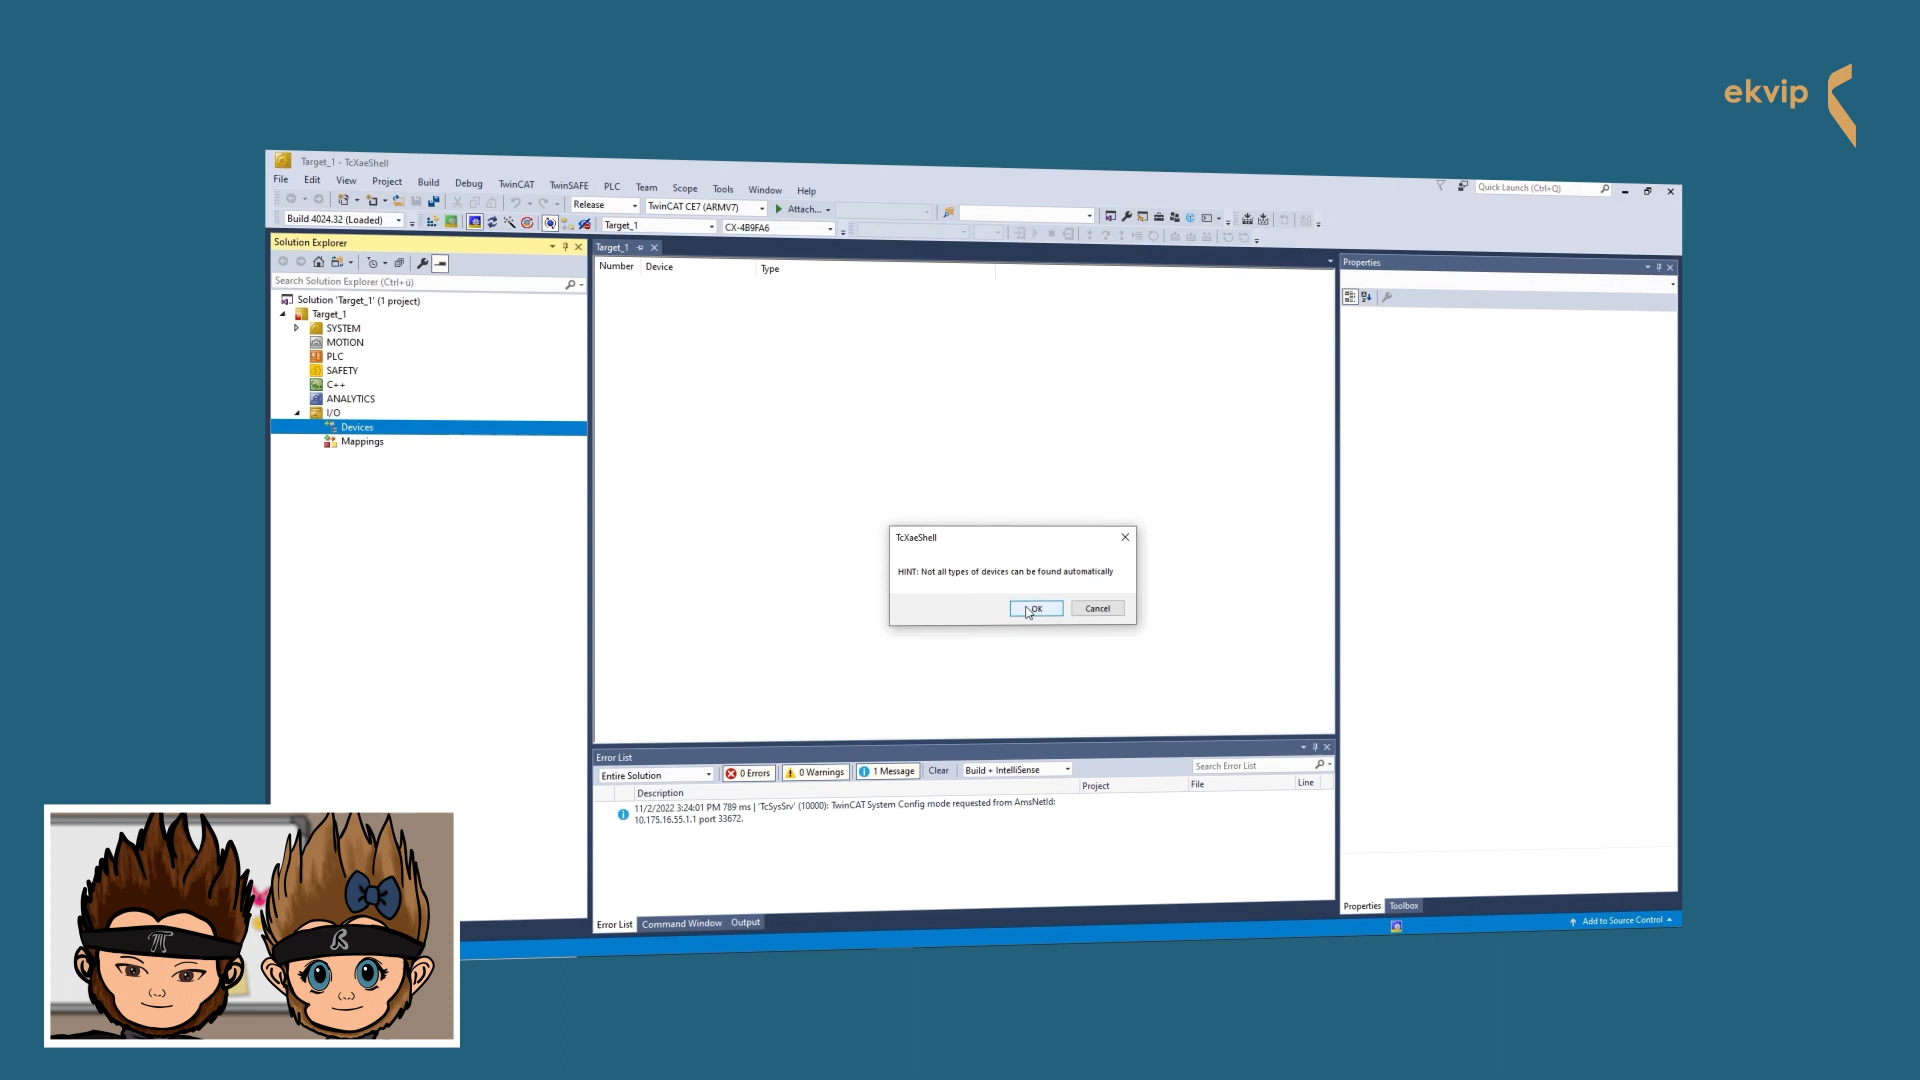 ekvip
Target_1 - TcXaeShell
Quick Launch (Ctrl+Q)
File Edit View Project Build Debug TwinCAT TwinSAFE PLC Team Scope Tools Window Help
Release TwinCAT CE7 (ARMV7) Attach...
Build 4024.32 (Loaded) Target_1 CX-4B9FA6
Solution Explorer
Search Solution Explorer (Ctrl+ü)
Solution 'Target_1' (1 project)
Target_1
SYSTEM
MOTION
PLC
SAFETY
C++
ANALYTICS
I/O
Devices
Mappings
Target_1
Number Device Type
TcXaeShell
HINT: Not all types of devices can be found automatically
OK Cancel
Properties
Error List
Entire Solution 0 Errors 0 Warnings 1 Message Clear Build + IntelliSense Search Error List
Description Project File Line
11/2/2022 3:24:01 PM 789 ms | 'TcSysSrv' (10000): TwinCAT System Config mode requested from AmsNetId:
10.175.16.55.1.1 port 33672.
Error List Command Window Output
Properties Toolbox
Add to Source Control
π